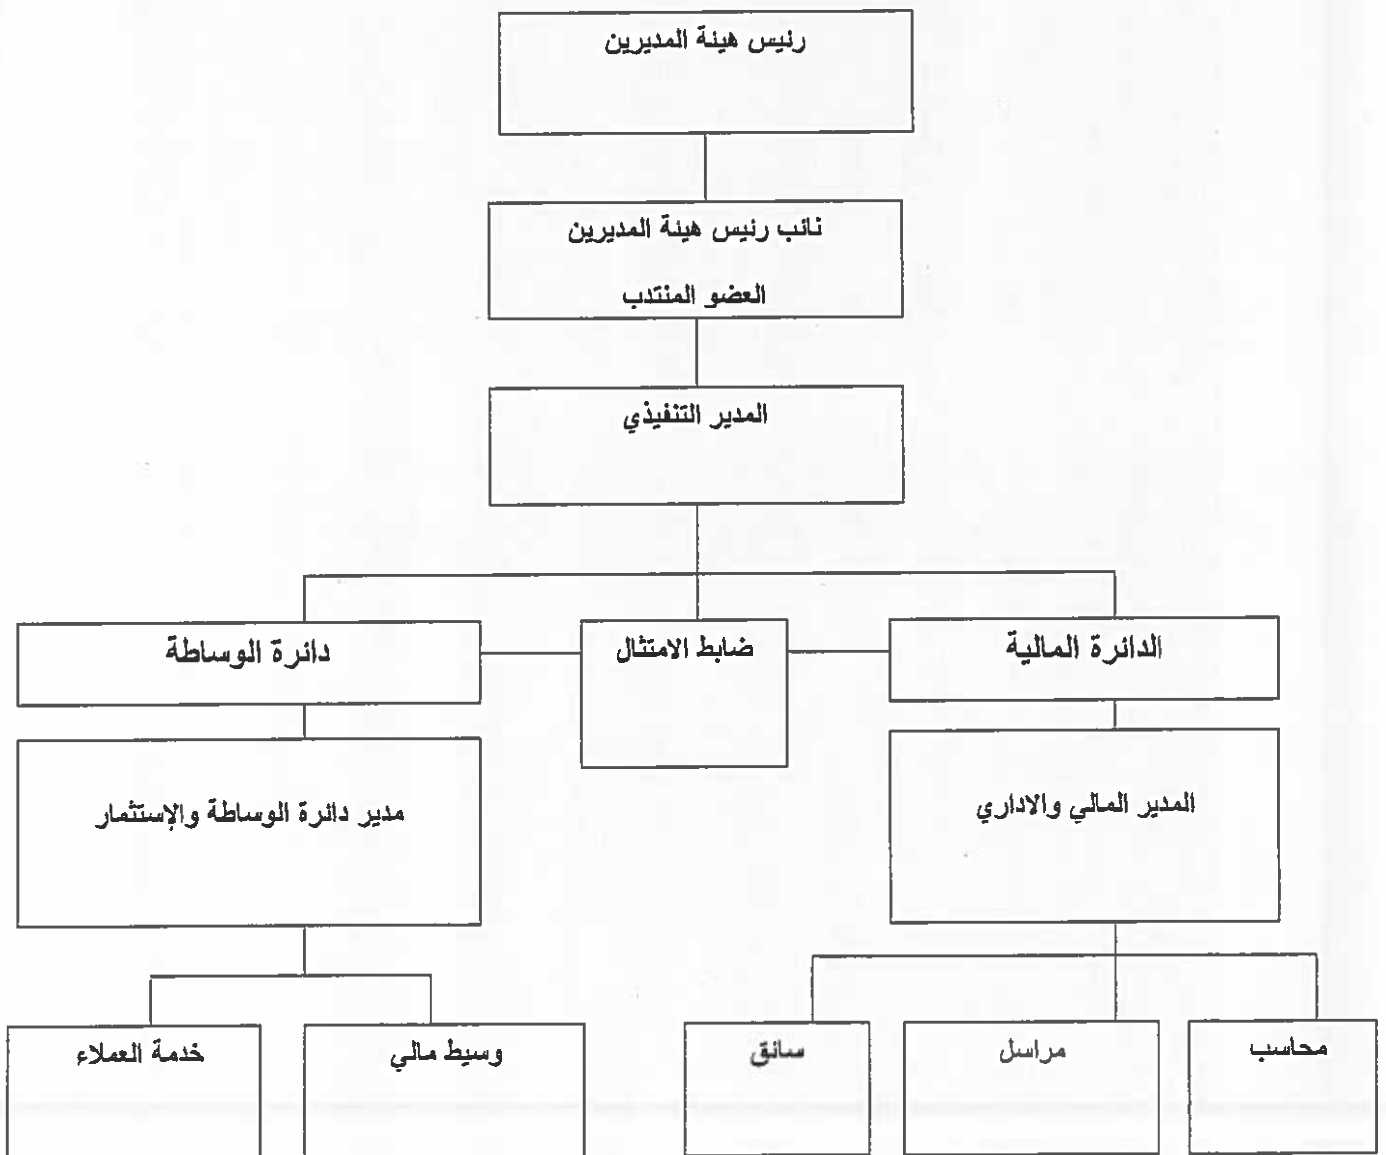 رئيس هيئة المديرين
نائب رئيس هيئة المديرين
العضو المنتدب
المدير التنفيذي
الدائرة المالية
ضابط الامتثال
دائرة الوساطة
المدير المالي والاداري
مدير دائرة الوساطة والإستثمار
محاسب
مراسل
سائق
وسيط مالي
خدمة العملاء